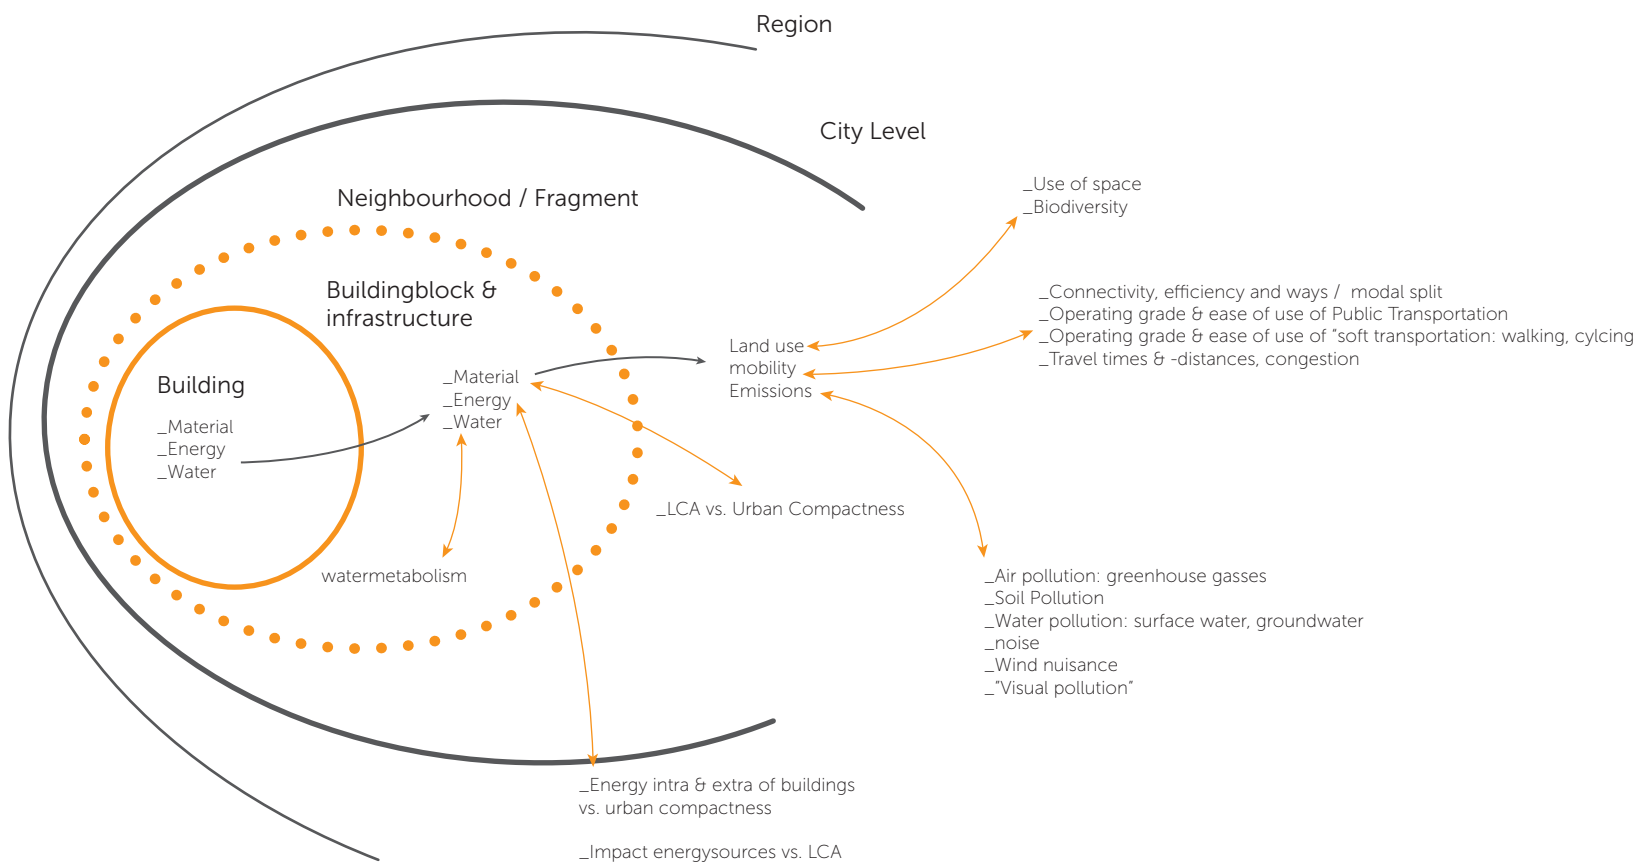 Region
City Level
Neighbourhood / Fragment
Buildingblock &
infrastructure
Building
_Material
_Energy
_Water
_Material
_Energy
_Water
watermetabolism
Land use
mobility
Emissions
_LCA vs. Urban Compactness
_Energy intra & extra of buildings
vs. urban compactness
_Impact energysources vs. LCA
_Use of space
_Biodiversity
_Connectivity, efficiency and ways / modal split
_Operating grade & ease of use of Public Transportation
_Operating grade & ease of use of "soft transportation: walking, cylcing
_Travel times & -distances, congestion
_Air pollution: greenhouse gasses
_Soil Pollution
_Water pollution: surface water, groundwater
_noise
_Wind nuisance
_"Visual pollution"